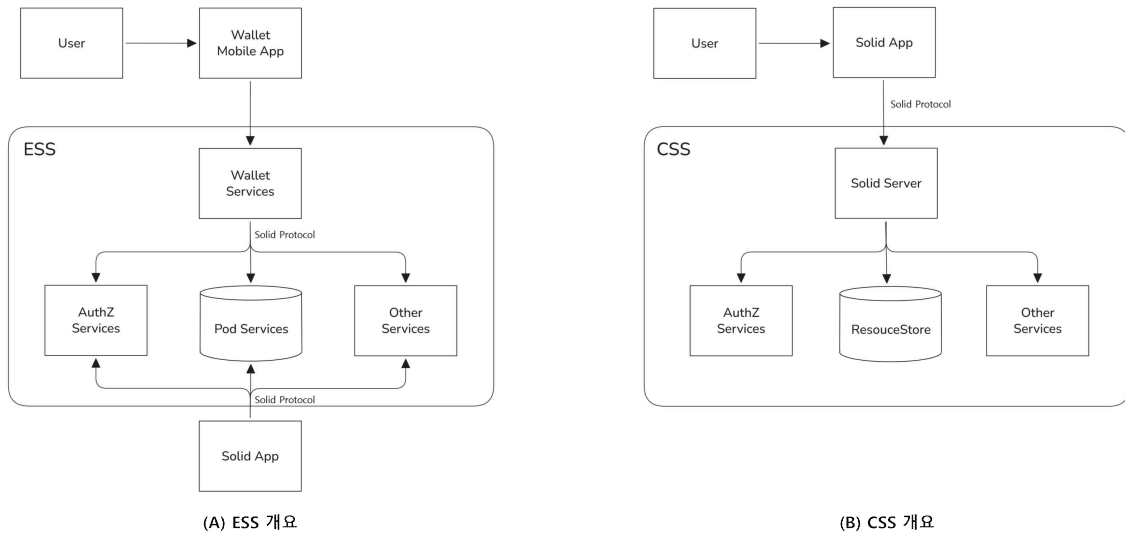 User
Wallet
Mobile App
ESS
Wallet
Services
Solid Protocol
AuthZ
Services
Pod Services
Other
Services
Solid Protocol
Solid App
(A) ESS 개요
User
Solid App
Solid Protocol
CSS
Solid Server
AuthZ
Services
ResouceStore
Other
Services
(B) CSS 개요